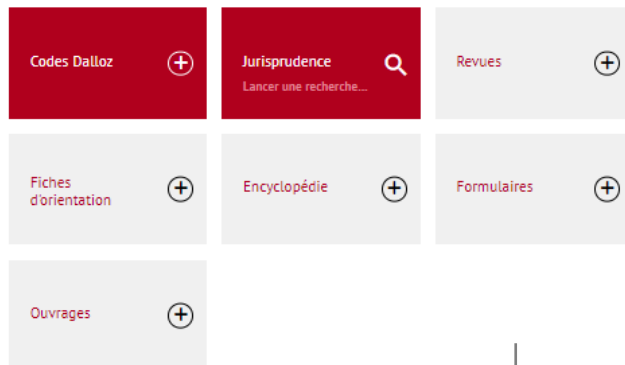 Codes Dalloz
Jurisprudence
Lancer une recherche...
Revues
Fiches
d'orientation
Encyclopédie
Formulaires
Ouvrages